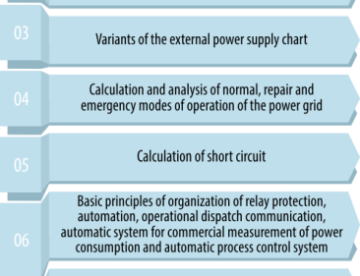 03
Variants of the external power supply chart
04
Calculation and analysis of normal, repair and
emergency modes of operation of the power grid
05
Calculation of short circuit
06
Basic principles of organization of relay protection,
automation, operational dispatch communication,
automatic system for commercial measurement of power
consumption and automatic process control system